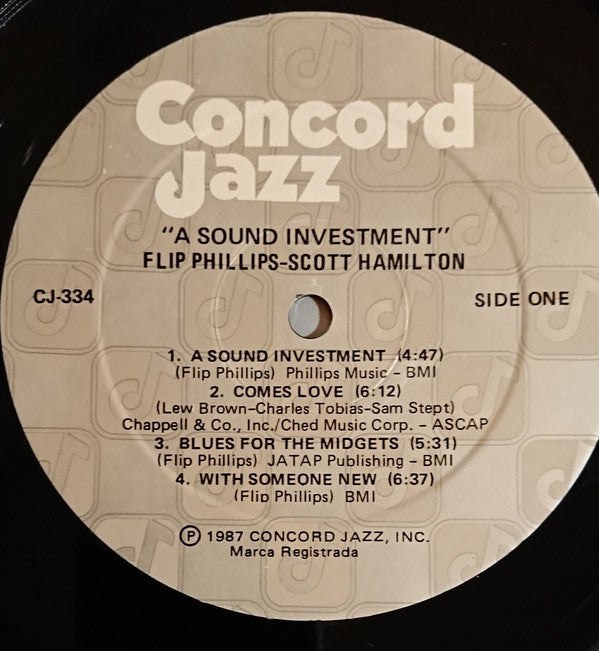 Concord
Jazz
"A SOUND INVESTMENT"
FLIP PHILLIPS-SCOTT HAMILTON
CJ-334
SIDE ONE
1. A SOUND INVESTMENT (4:47)
(Flip Phillips) Phillips Music - BMI
2. COMES LOVE (6:12)
(Lew Brown-Charles Tobias-Sam Stept)
Chappell & Co., Inc./Ched Music Corp. - ASCAP
3. BLUES FOR THE MIDGETS (5:31)
(Flip Phillips) JATAP Publishing - BMI
4. WITH SOMEONE NEW (6:37)
(Flip Phillips) BMI
Ⓟ 1987 CONCORD JAZZ, INC.
Marca Registrada